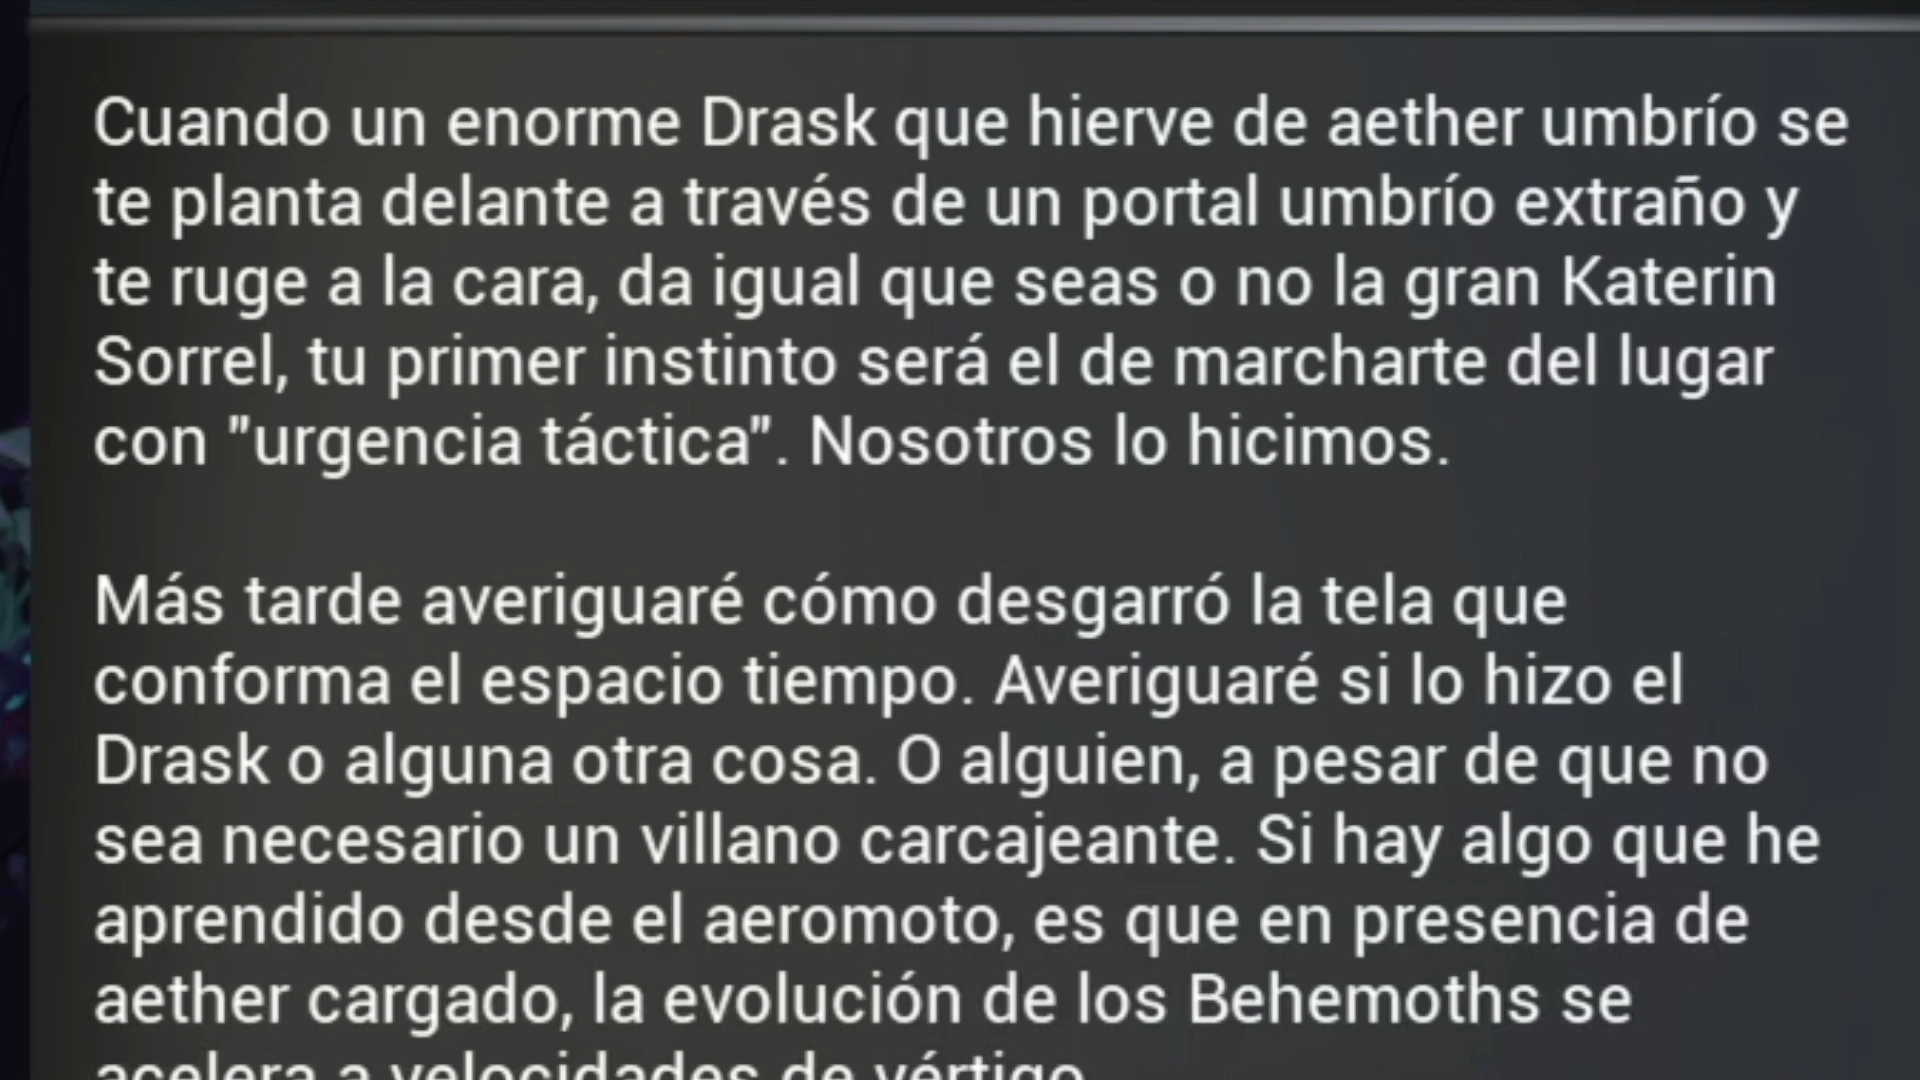 Cuando un enorme Drask que hierve de aether umbrío se
te planta delante a través de un portal umbrío extraño y
te ruge a la cara, da igual que seas o no la gran Katerin
Sorrel, tu primer instinto será el de marcharte del lugar
con "urgencia táctica". Nosotros lo hicimos.
Más tarde averiguaré cómo desgarró la tela que
conforma el espacio tiempo. Averiguaré si lo hizo el
Drask o alguna otra cosa. O alguien, a pesar de que no
sea necesario un villano carcajeante. Si hay algo que he
aprendido desde el aeromoto, es que en presencia de
aether cargado, la evolución de los Behemoths se
acelera a velocidades de vértigo.